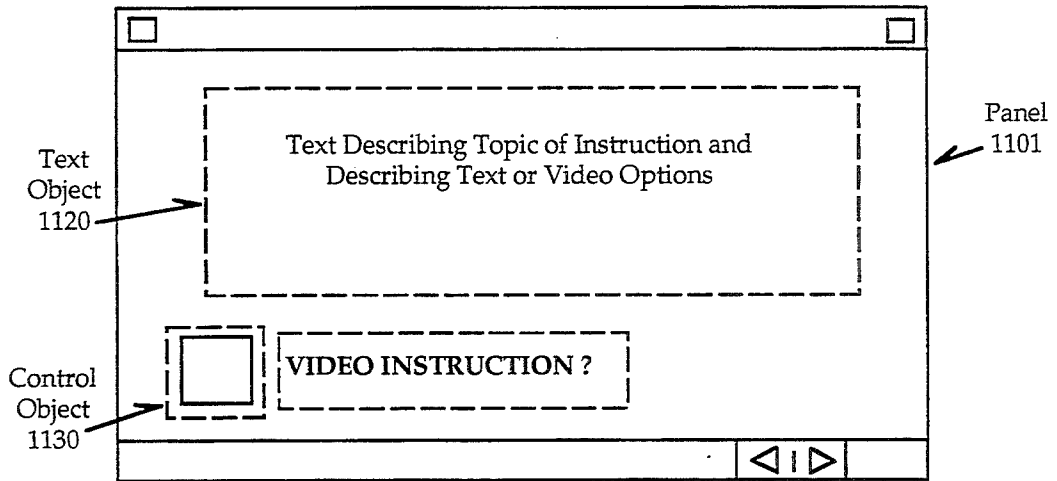 Text Describing Topic of Instruction and
Describing Text or Video Options
Panel
1101
Text
Object
1120
VIDEO INSTRUCTION ?
Control
Object
1130